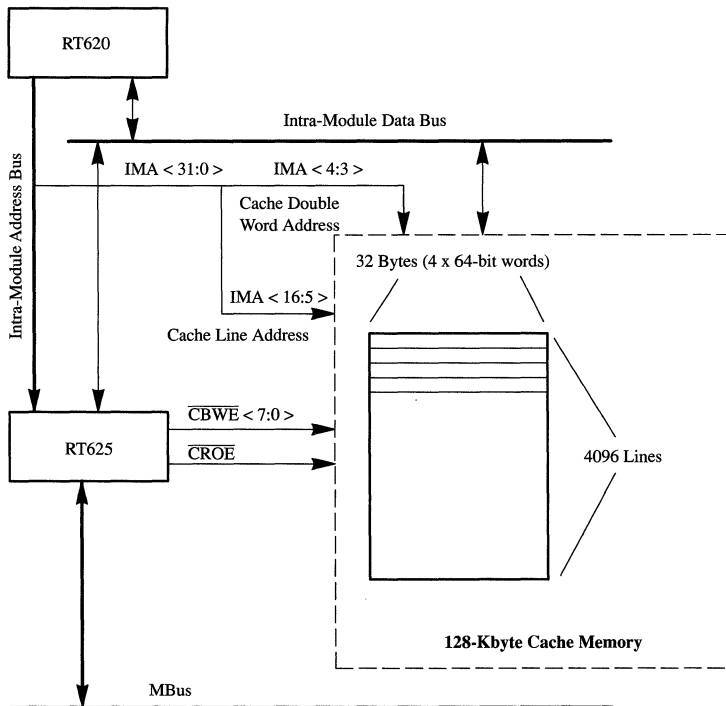 RT620
Intra-Module Data Bus
Intra-Module Address Bus
IMA < 31:0 >
IMA < 4:3 >
Cache Double
Word Address
32 Bytes (4 x 64-bit words)
IMA < 16:5 >
Cache Line Address
CBWE < 7:0 >
RT625
CROE
4096 Lines
128-Kbyte Cache Memory
MBus